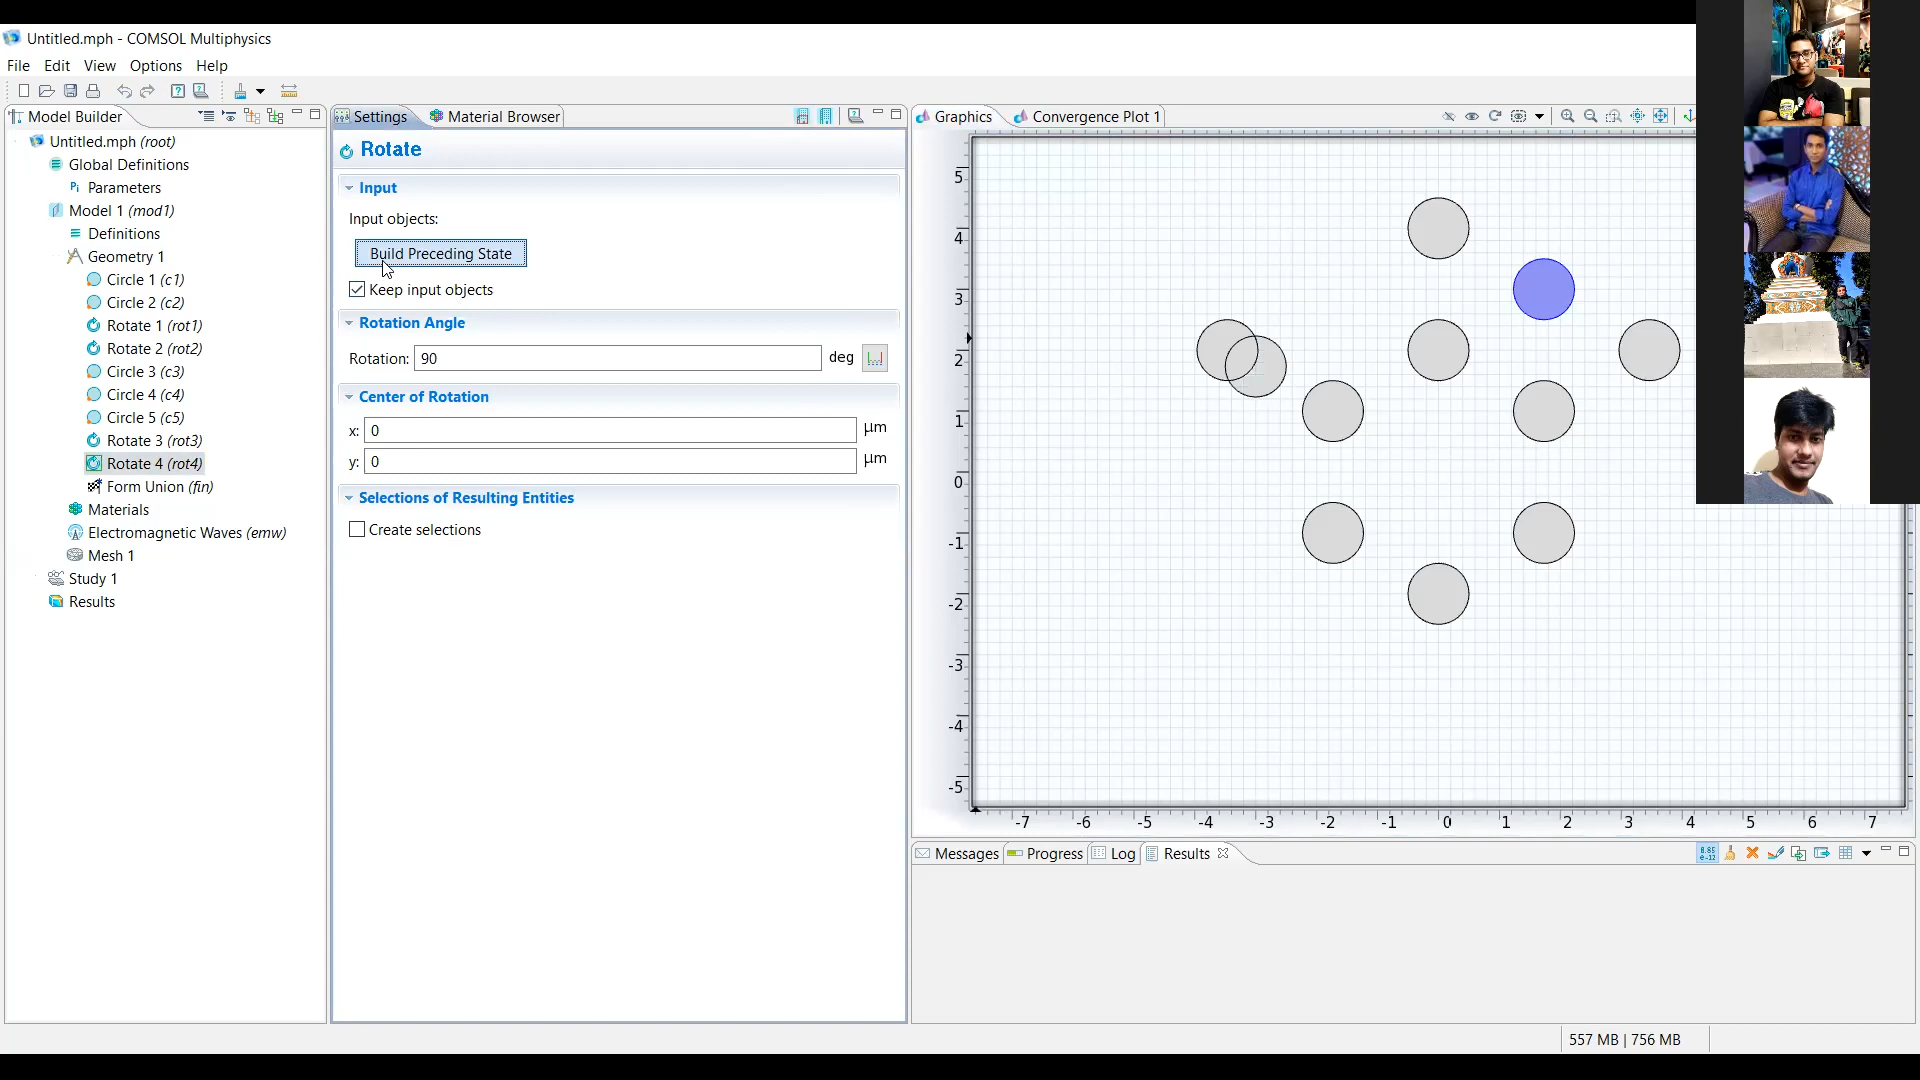 Untitled.mph - COMSOL Multiphysics
File Edit View Options Help
Model Builder
Untitled.mph (root)
Global Definitions
Pi Parameters
Model 1 (mod1)
Definitions
Geometry 1
Circle 1 (c1)
Circle 2 (c2)
Rotate 1 (rot1)
Rotate 2 (rot2)
Circle 3 (c3)
Circle 4 (c4)
Circle 5 (c5)
Rotate 3 (rot3)
Rotate 4 (rot4)
Form Union (fin)
Materials
Electromagnetic Waves (emw)
Mesh 1
Study 1
Results
Settings Material Browser
Rotate
Input
Input objects:
Build Preceding State
Keep input objects
Rotation Angle
Rotation: 90 deg
Center of Rotation
x: 0 µm
y: 0 µm
Selections of Resulting Entities
Create selections
Graphics Convergence Plot 1
5
4
3
2
1
0
-1
-2
-3
-4
-5
-7 -6 -5 -4 -3 -2 -1 0 1 2 3 4 5 6 7
Messages Progress Log Results
8.85
e-12
557 MB | 756 MB